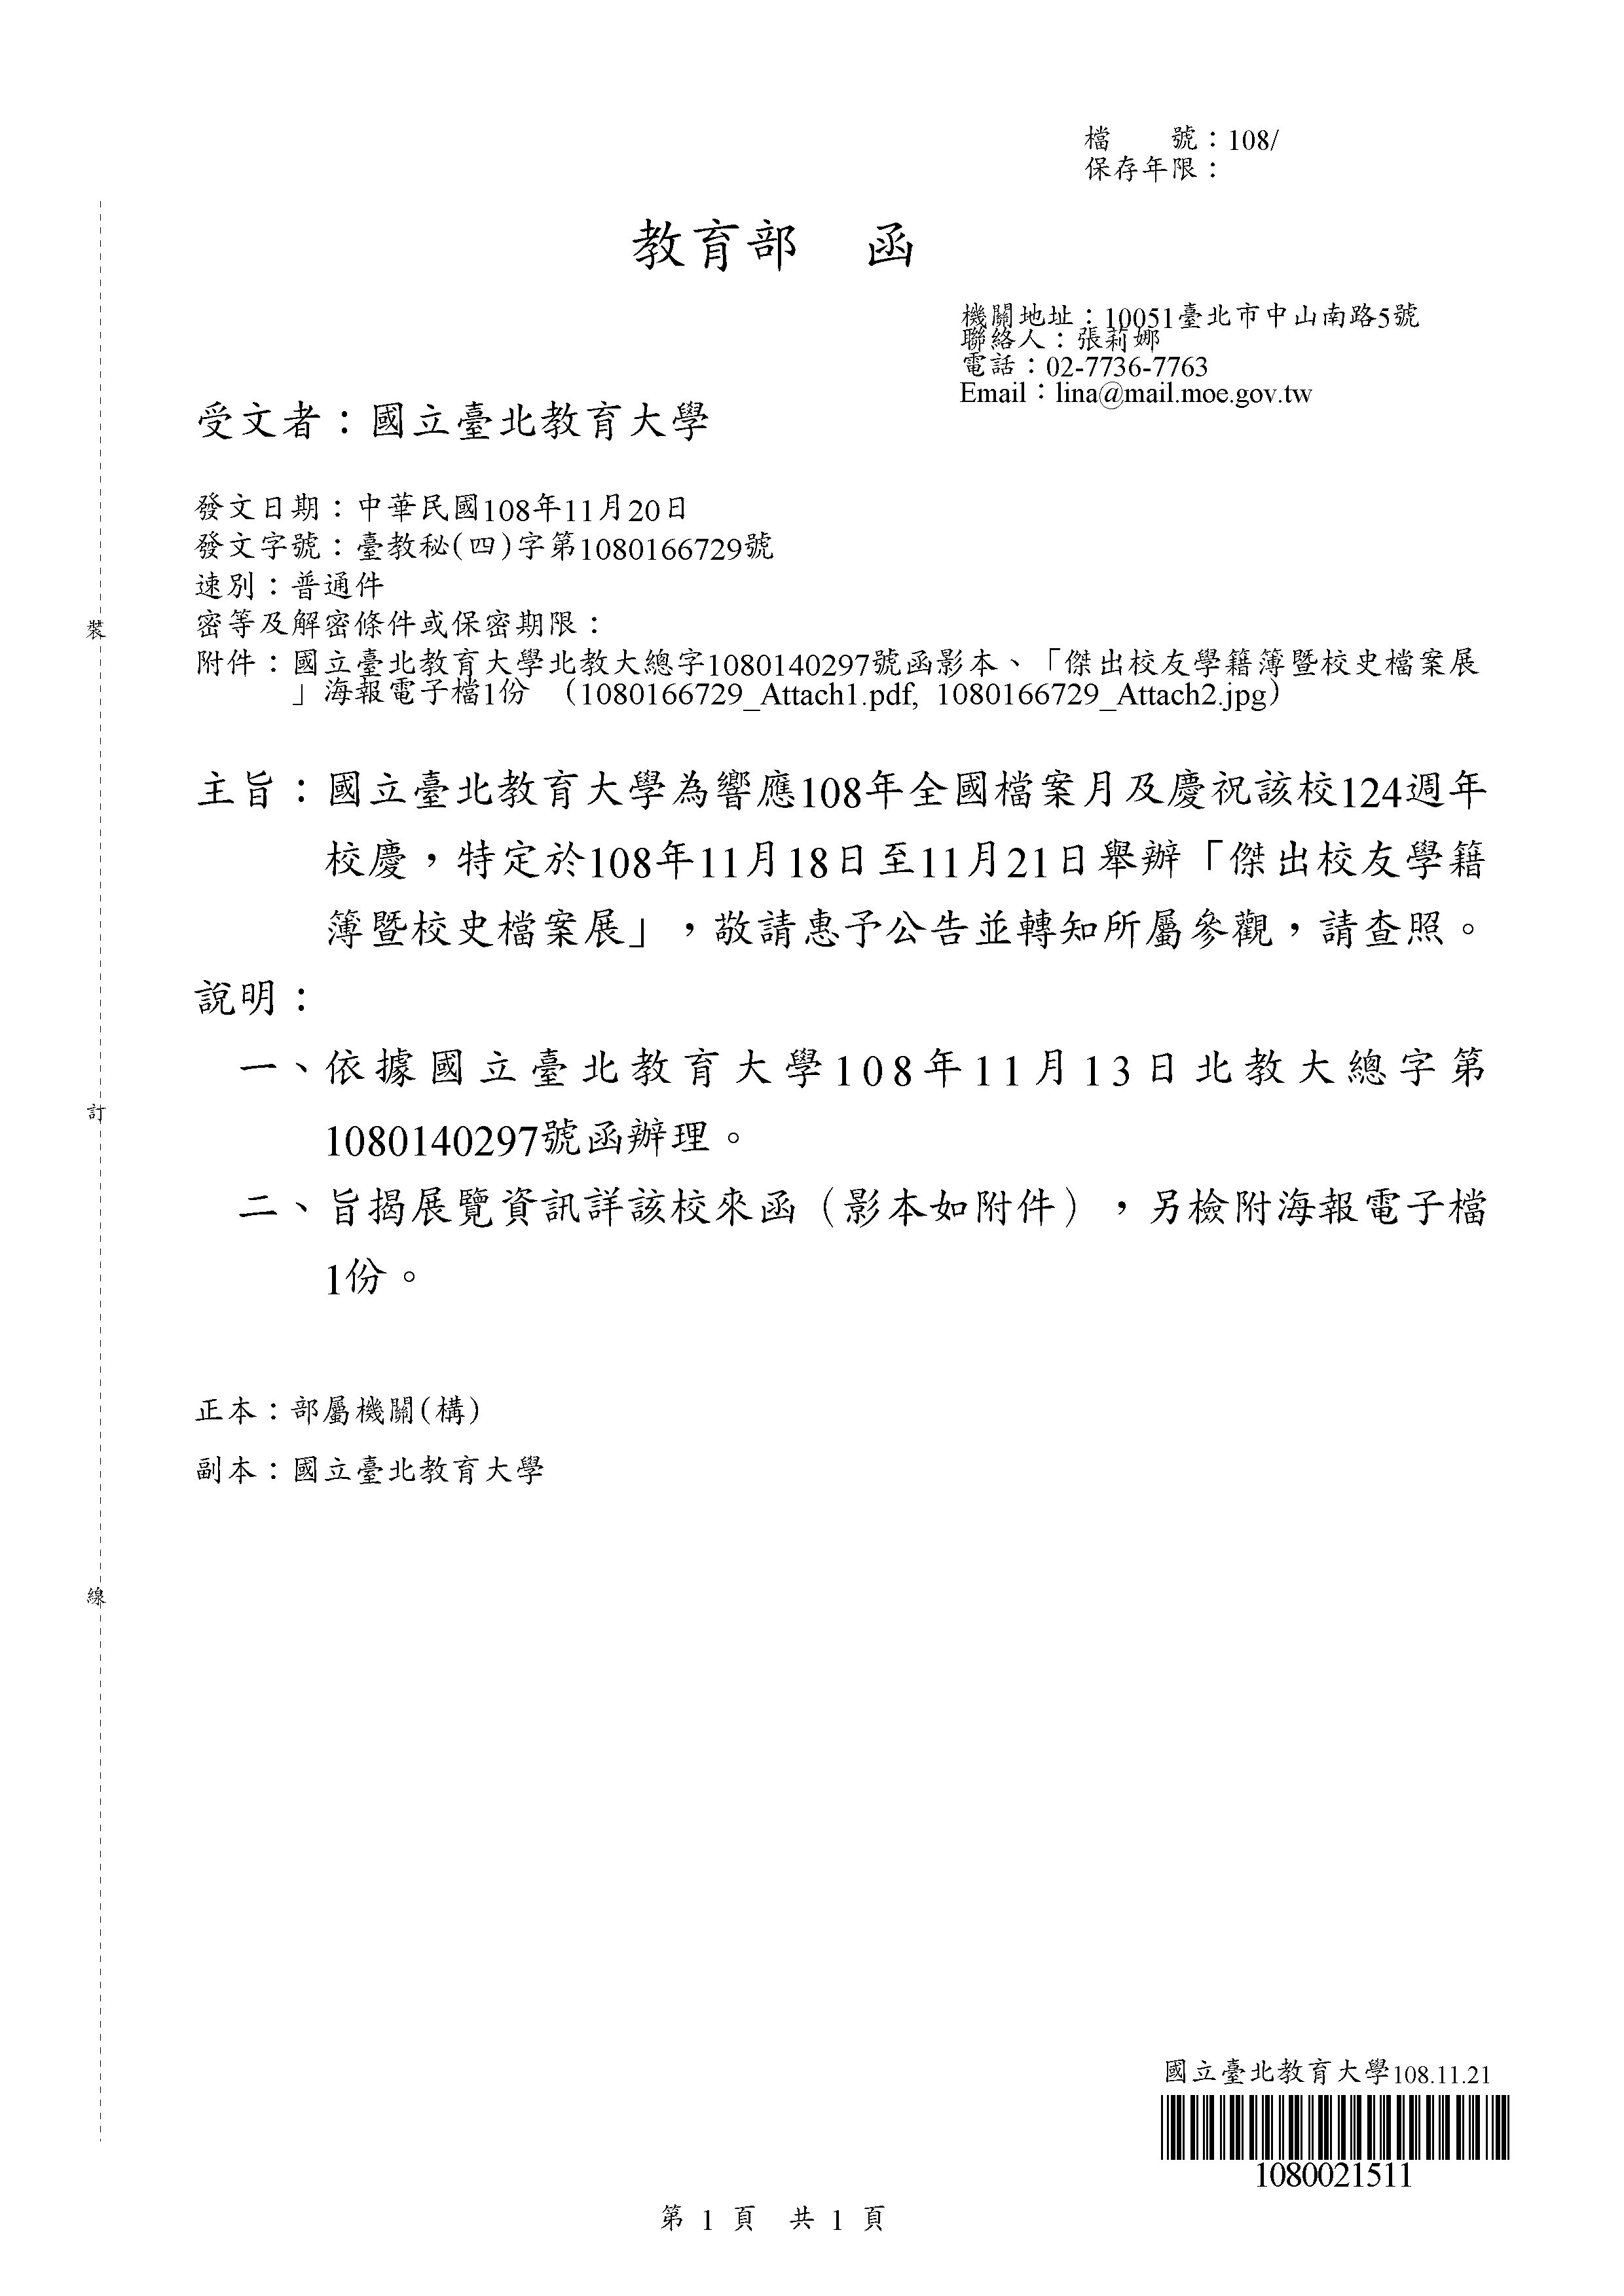 檔　　號：108/
保存年限：
教育部　函
機關地址：10051臺北市中山南路5號
聯絡人：張莉娜
電話：02-7736-7763
Email：lina@mail.moe.gov.tw
受文者：國立臺北教育大學
發文日期：中華民國108年11月20日
發文字號：臺教秘(四)字第1080166729號
速別：普通件
密等及解密條件或保密期限：
附件：國立臺北教育大學北教大總字1080140297號函影本、「傑出校友學籍簿暨校史檔案展
」海報電子檔1份　（1080166729_Attach1.pdf, 1080166729_Attach2.jpg）
主旨：國立臺北教育大學為響應108年全國檔案月及慶祝該校124週年
校慶，特定於108年11月18日至11月21日舉辦「傑出校友學籍
簿暨校史檔案展」，敬請惠予公告並轉知所屬參觀，請查照。
說明：
一、依據國立臺北教育大學108年11月13日北教大總字第
1080140297號函辦理。
二、旨揭展覽資訊詳該校來函（影本如附件），另檢附海報電子檔
1份。
正本：部屬機關(構)
副本：國立臺北教育大學
裝
訂
線
國立臺北教育大學108.11.21
1080021511
第 1 頁　共 1 頁